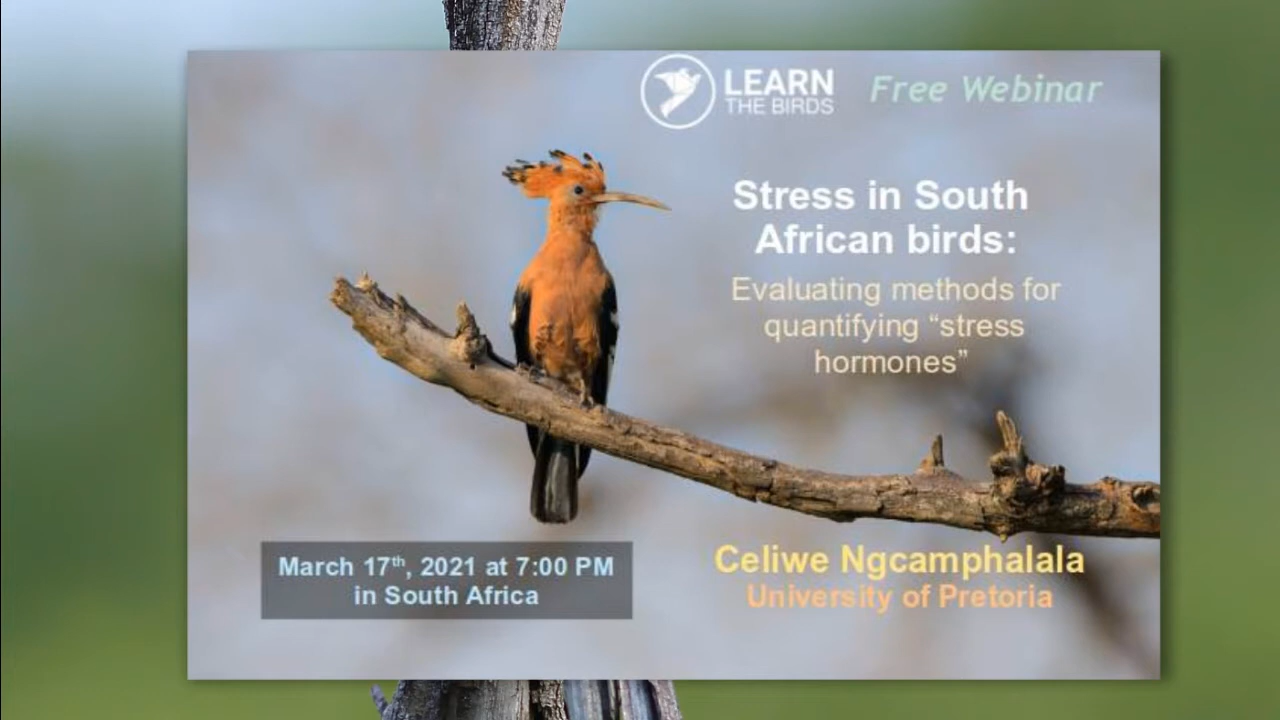 LEARN
THE BIRDS
Free Webinar
Stress in South
African birds:
Evaluating methods for
quantifying “stress
hormones”
March 17th, 2021 at 7:00 PM
in South Africa
Celiwe Ngcamphalala
University of Pretoria